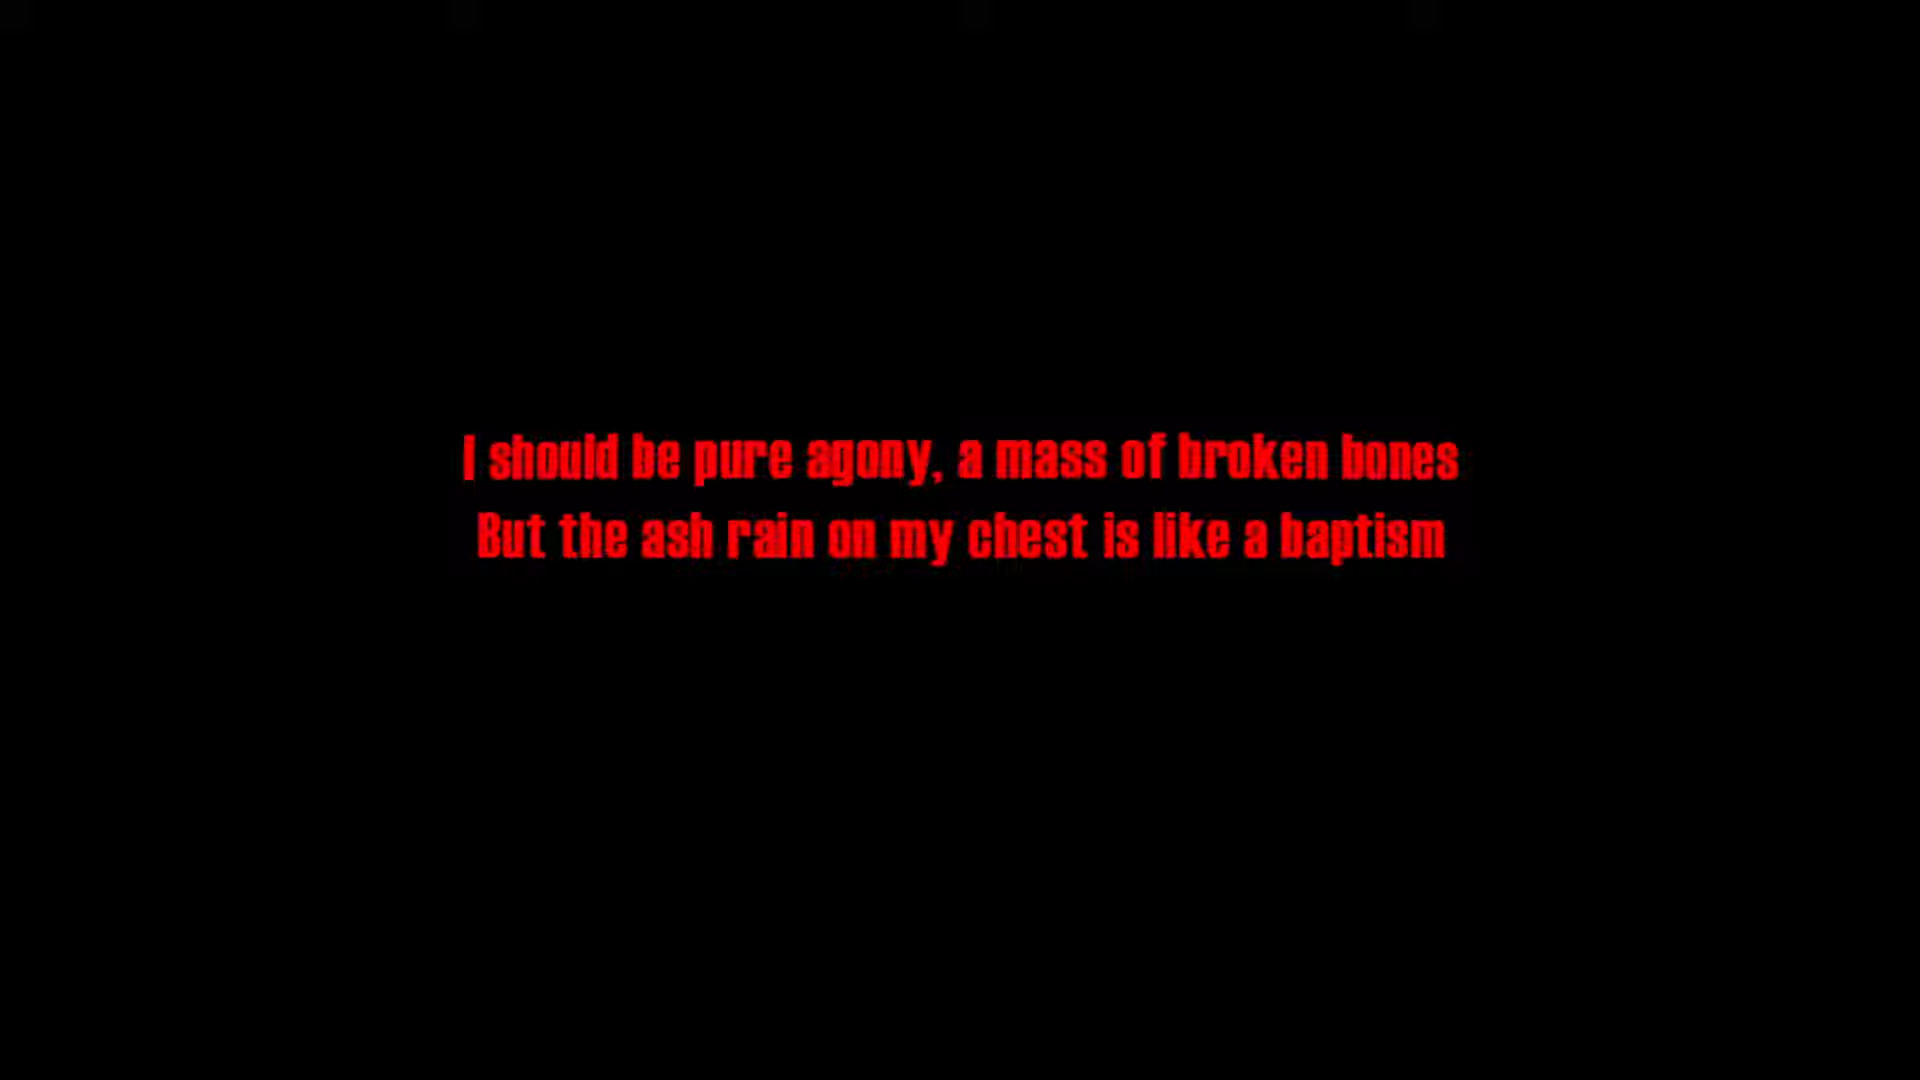 I should be pure agony, a mass of broken bones
But the ash rain on my chest is like a baptism